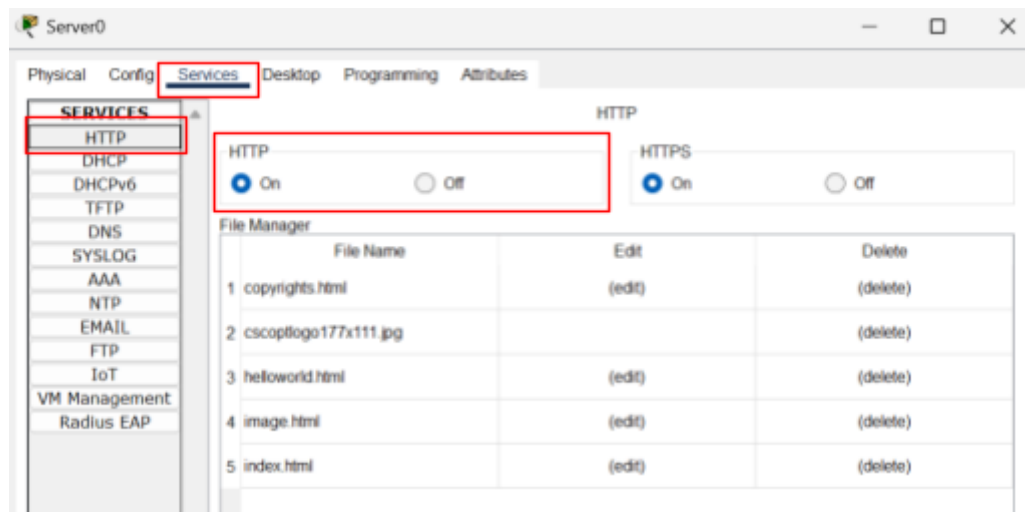 Server0
Physical Config Services Desktop Programming Attributes
SERVICES
HTTP
DHCP
DHCPv6
TFTP
DNS
SYSLOG
AAA
NTP
EMAIL
FTP
IoT
VM Management
Radius EAP
HTTP
HTTP
On Off
HTTPS
On Off
File Manager
File Name Edit Delete
1 copyrights.html (edit) (delete)
2 cscoptlogo177x111.jpg (delete)
3 helloworld.html (edit) (delete)
4 image.html (edit) (delete)
5 index.html (edit) (delete)